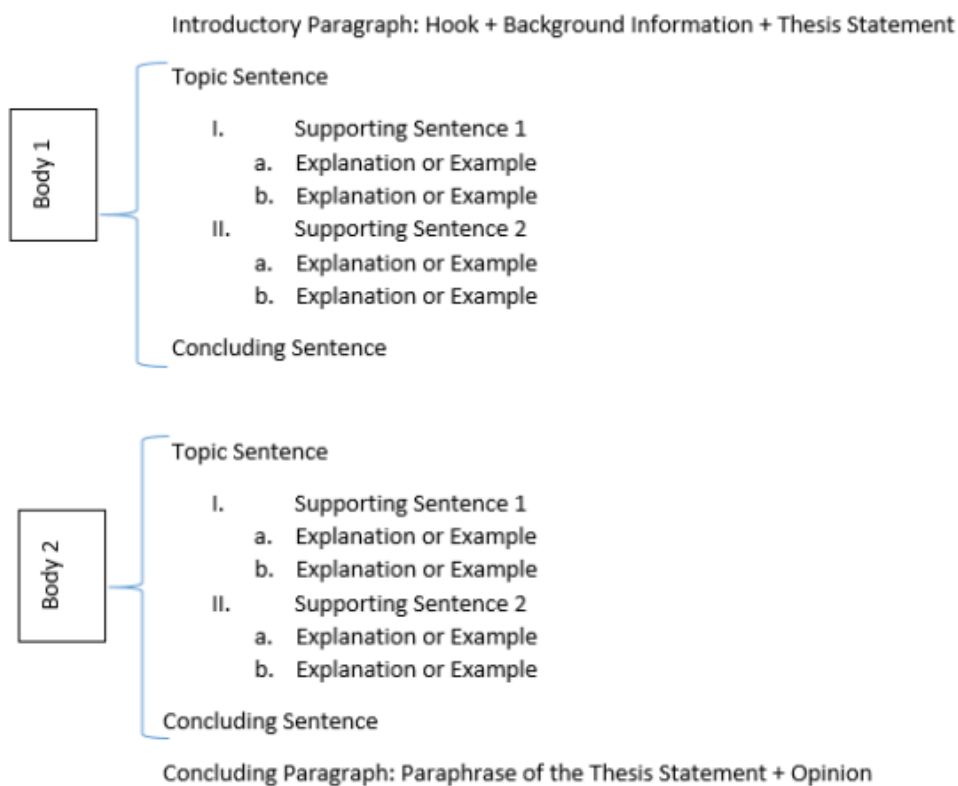 Introductory Paragraph: Hook + Background Information + Thesis Statement
Body 1
Topic Sentence
I. Supporting Sentence 1
a. Explanation or Example
b. Explanation or Example
II. Supporting Sentence 2
a. Explanation or Example
b. Explanation or Example
Concluding Sentence
Body 2
Topic Sentence
I. Supporting Sentence 1
a. Explanation or Example
b. Explanation or Example
II. Supporting Sentence 2
a. Explanation or Example
b. Explanation or Example
Concluding Sentence
Concluding Paragraph: Paraphrase of the Thesis Statement + Opinion